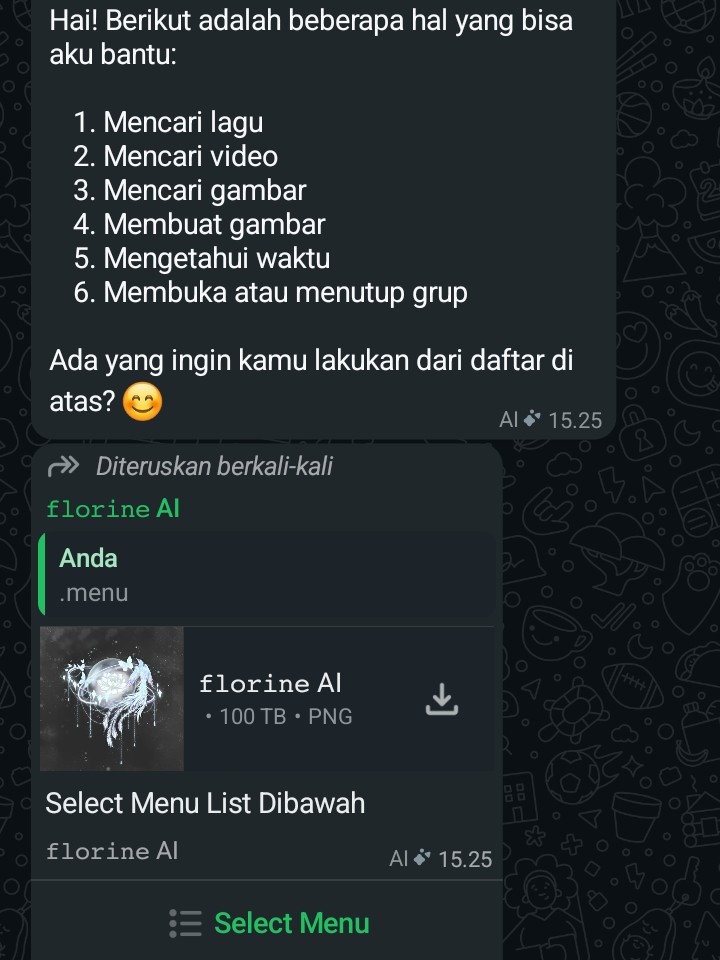 Hai! Berikut adalah beberapa hal yang bisa
aku bantu:
1. Mencari lagu
2. Mencari video
3. Mencari gambar
4. Membuat gambar
5. Mengetahui waktu
6. Membuka atau menutup grup
Ada yang ingin kamu lakukan dari daftar di
atas? 😊
AI 15.25
Diteruskan berkali-kali
florine AI
Anda
.menu
florine AI
• 100 TB • PNG
Select Menu List Dibawah
florine AI
AI 15.25
Select Menu